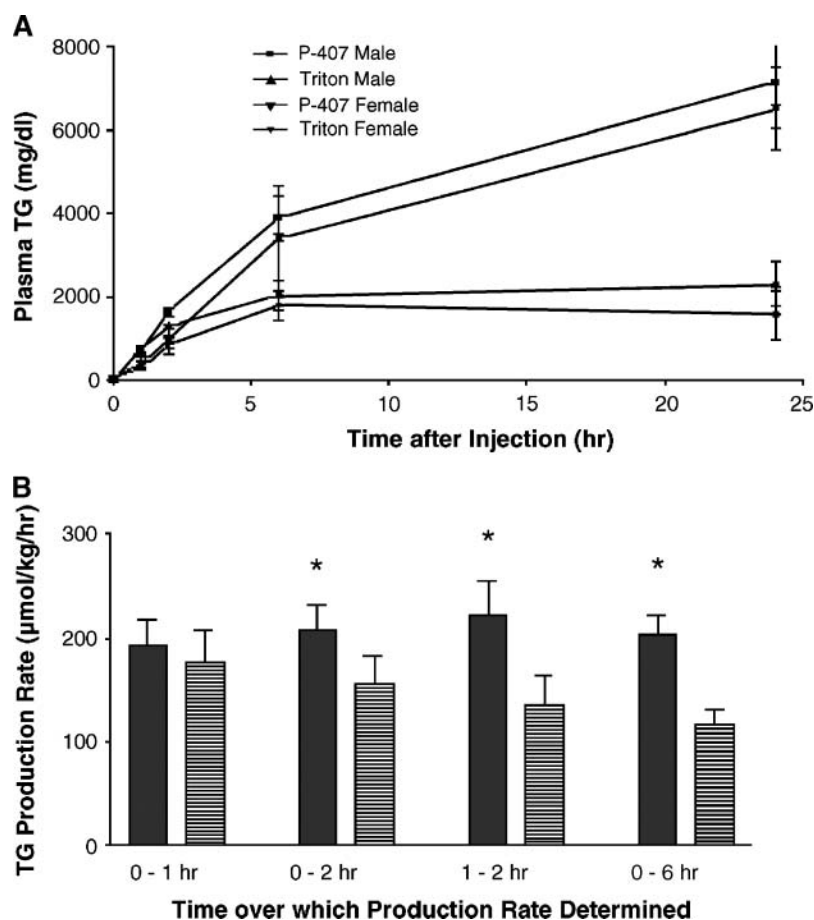 A
8000
6000
4000
2000
0
Plasma TG (mg/dl)
P-407 Male
Triton Male
P-407 Female
Triton Female
0 5 10 15 20 25
Time after Injection (hr)
B
300
200
100
0
TG Production Rate (µmol/kg/hr)
* * *
0 - 1 hr 0 - 2 hr 1 - 2 hr 0 - 6 hr
Time over which Production Rate Determined